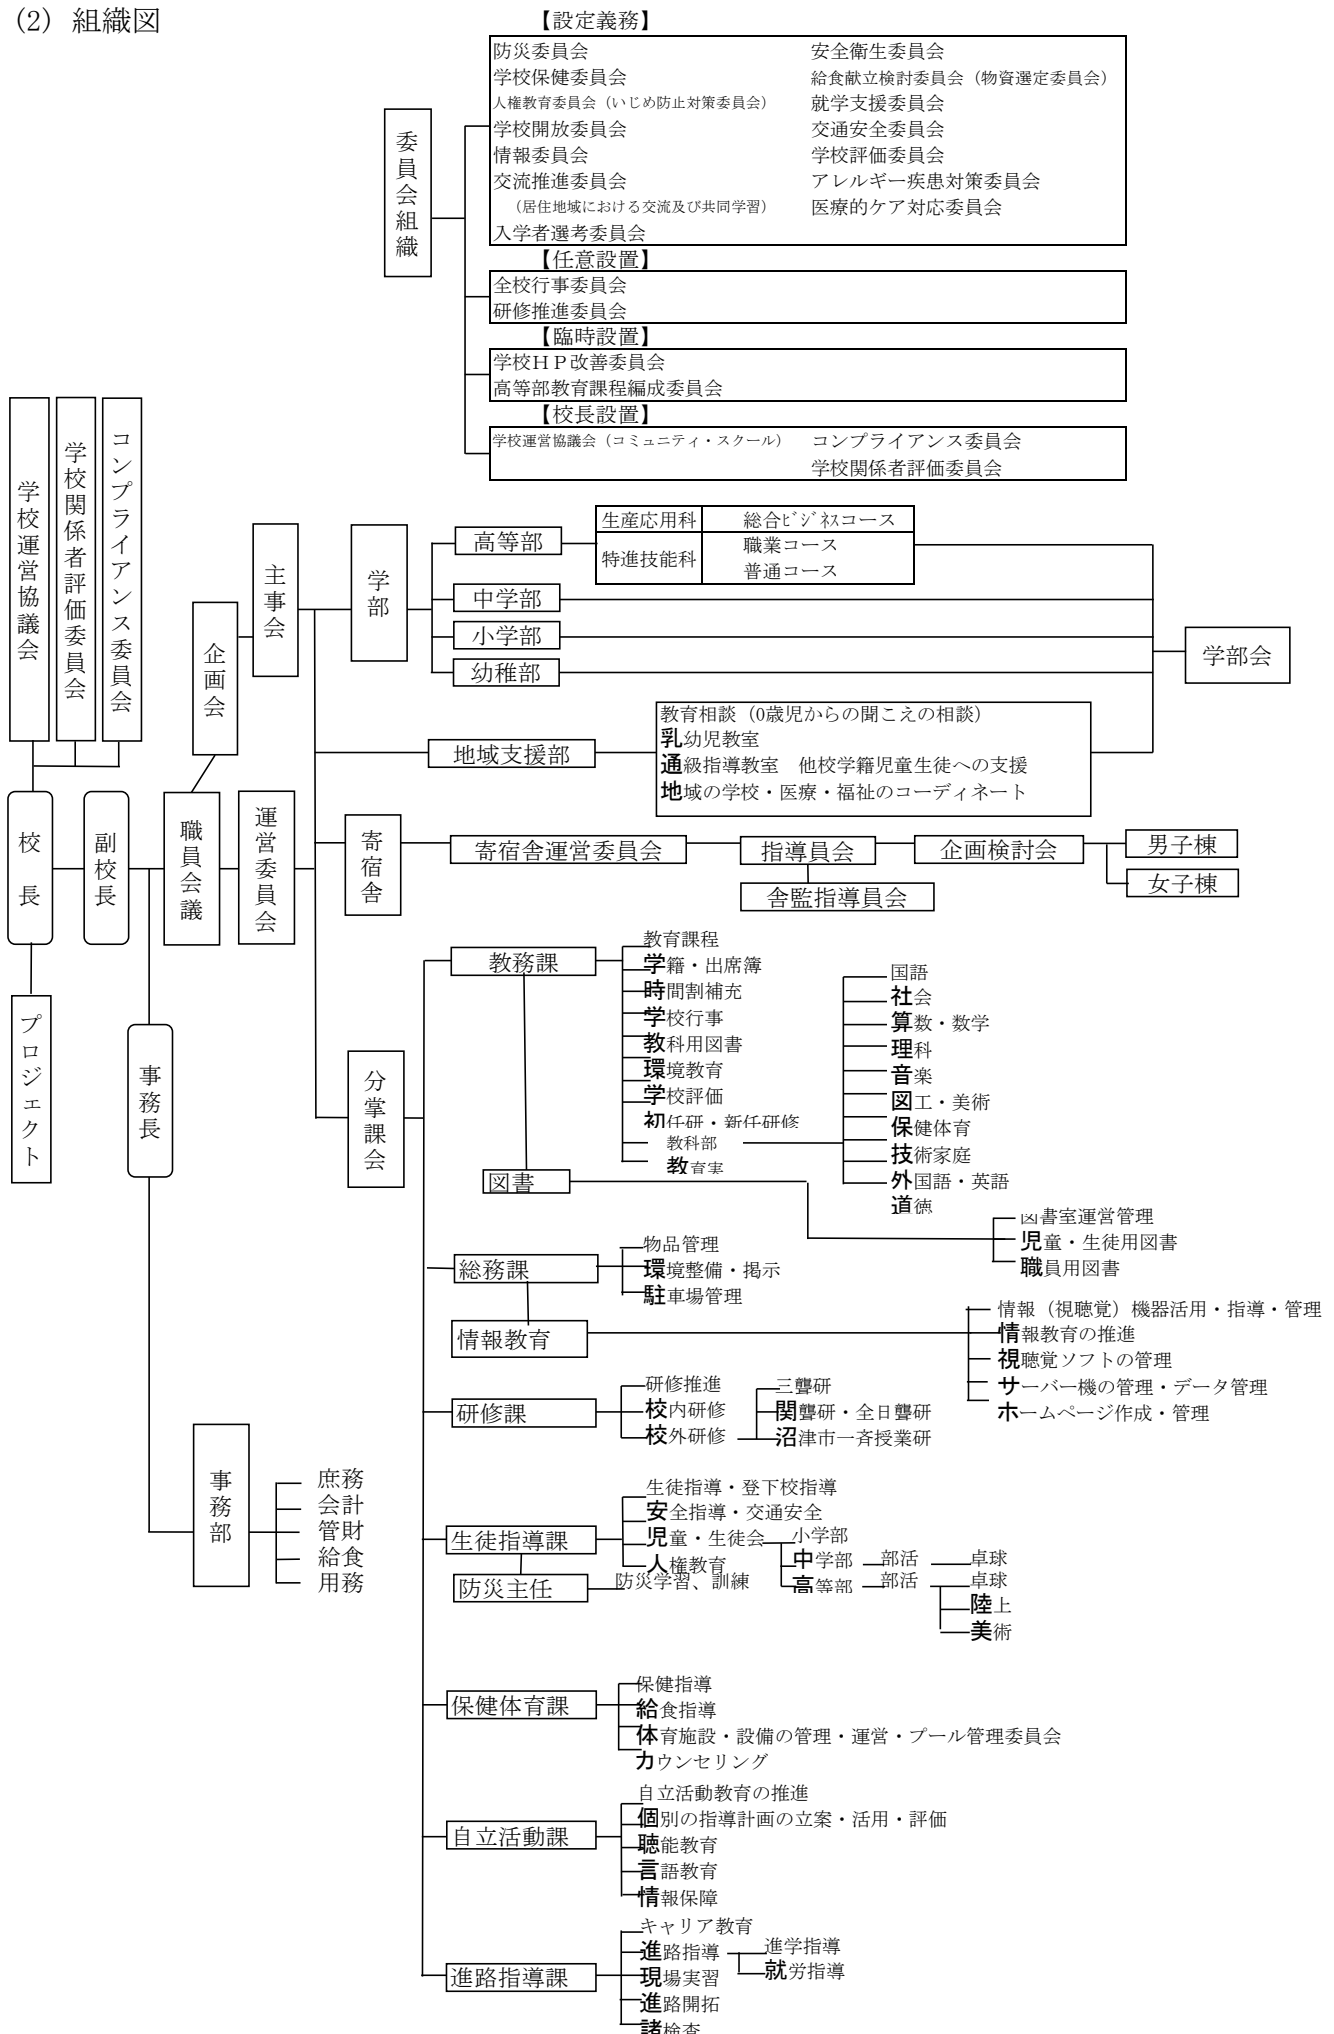 (2) 組織図
【設定義務】
防災委員会
学校保健委員会
人権教育委員会（いじめ防止対策委員会）
学校開放委員会
情報委員会
交流推進委員会
（居住地域における交流及び共同学習）
入学者選考委員会
安全衛生委員会
給食献立検討委員会（物資選定委員会）
就学支援委員会
交通安全委員会
学校評価委員会
アレルギー疾患対策委員会
医療的ケア対応委員会
委員会組織
【任意設置】
全校行事委員会
研修推進委員会
【臨時設置】
学校ＨＰ改善委員会
高等部教育課程編成委員会
【校長設置】
学校運営協議会（コミュニティ・スクール）
コンプライアンス委員会
学校関係者評価委員会
学校運営協議会
学校関係者評価委員会
コンプライアンス委員会
校長
副校長
プロジェクト
事務長
職員会議
企画会
運営委員会
主事会
学部
高等部
生産応用科
総合ビジネスコース
特進技能科
職業コース
普通コース
中学部
小学部
幼稚部
学部会
地域支援部
教育相談（0歳児からの聞こえの相談）
乳幼児教室
通級指導教室　他校学籍児童生徒への支援
地域の学校・医療・福祉のコーディネート
寄宿舎
寄宿舎運営委員会
指導員会
舎監指導員会
企画検討会
男子棟
女子棟
分掌課会
教務課
教育課程
学籍・出席簿
時間割補充
学校行事
教科用図書
環境教育
学校評価
初任研・新任研修
教科部
教育実
国語
社会
算数・数学
理科
音楽
図工・美術
保健体育
技術家庭
外国語・英語
道徳
図書
図書室運営管理
児童・生徒用図書
職員用図書
総務課
物品管理
環境整備・掲示
駐車場管理
情報教育
情報（視聴覚）機器活用・指導・管理
情報教育の推進
視聴覚ソフトの管理
サーバー機の管理・データ管理
ホームページ作成・管理
研修課
研修推進
校内研修
校外研修
三聾研
関聾研・全日聾研
沼津市一斉授業研
事務部
庶務
会計
管財
給食
用務
生徒指導課
生徒指導・登下校指導
安全指導・交通安全
児童・生徒会
人権教育
小学部
中学部
部活
卓球
高等部
部活
卓球
陸上
美術
防災主任
防災学習、訓練
保健体育課
保健指導
給食指導
体育施設・設備の管理・運営・プール管理委員会
カウンセリング
自立活動課
自立活動教育の推進
個別の指導計画の立案・活用・評価
聴能教育
言語教育
情報保障
進路指導課
キャリア教育
進路指導
現場実習
進路開拓
諸検査
進学指導
就労指導